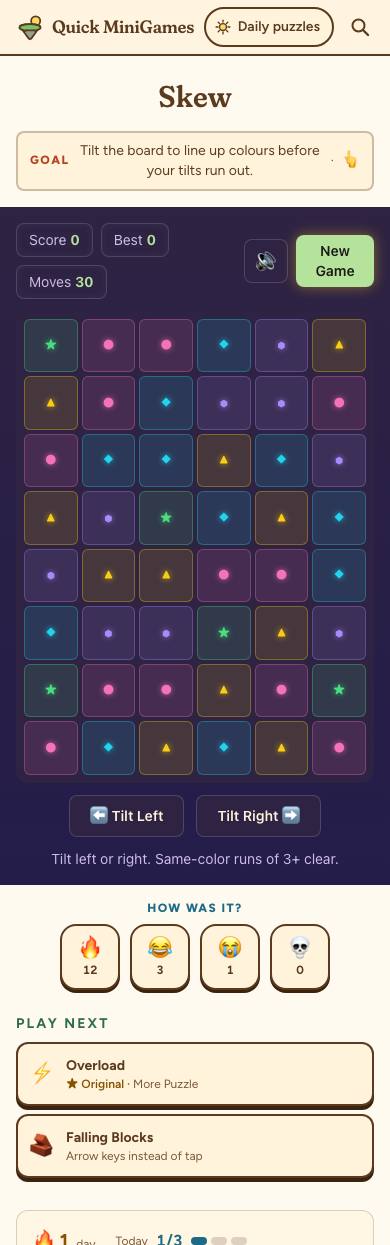 Quick MiniGames
Daily puzzles
Skew
GOAL
Tilt the board to line up colours before
your tilts run out.
Score 0
Best 0
Moves 30
New
Game
Tilt Left
Tilt Right
Tilt left or right. Same-color runs of 3+ clear.
HOW WAS IT?
12
3
1
0
PLAY NEXT
Overload
Original · More Puzzle
Falling Blocks
Arrow keys instead of tap
1 day
Today 1/3